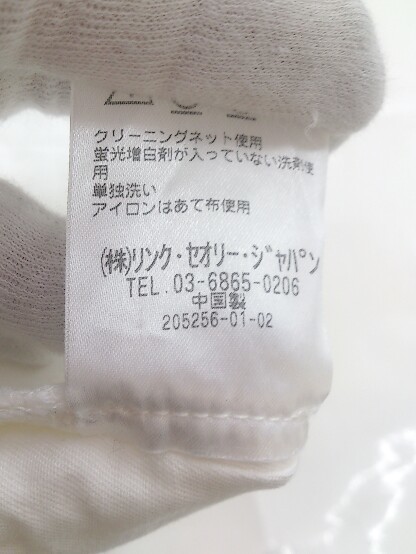 クリーニングネット使用
蛍光増白剤が入っていない洗剤使
用
単独洗い
アイロンはあて布使用
(株)リンク・セオリー・ジャパン
TEL.03-6865-0206
中国製
205256-01-02